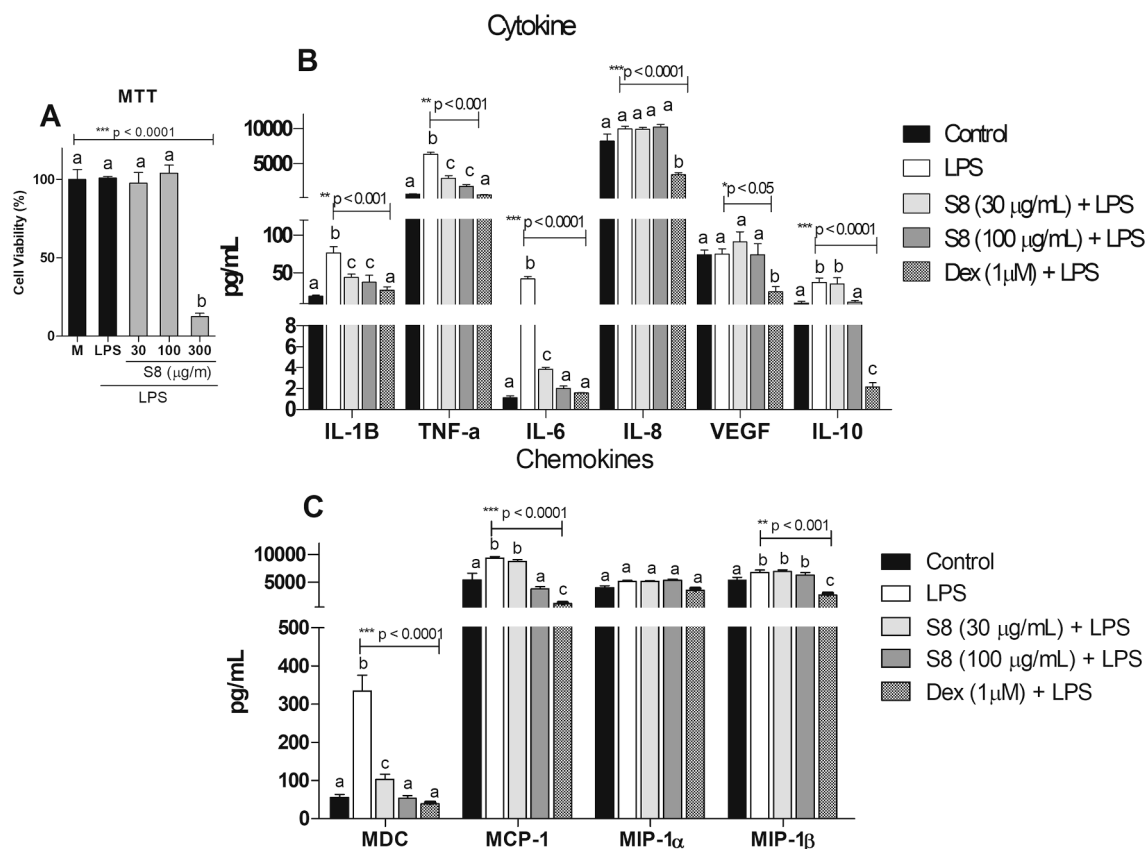 Cytokine
A
MTT
*** p < 0.0001
a a a a b
Cell Viability (%)
100
50
0
M LPS 30 100 300
S8 (µg/m)
LPS
B
pg/mL
10000
5000
100
50
8
6
4
2
0
** p < 0.001
a b c c a
** p < 0.001
a b c c a
*** p < 0.0001
a b c a a
***p < 0.0001
a a a a b
*p < 0.05
a a a a b
*** p < 0.0001
a b b a c
IL-1B TNF-a IL-6 IL-8 VEGF IL-10
Control
LPS
S8 (30 µg/mL) + LPS
S8 (100 µg/mL) + LPS
Dex (1µM) + LPS
Chemokines
C
pg/mL
10000
5000
500
400
300
200
100
0
*** p < 0.0001
a b c a a
*** p < 0.0001
a b b a c
a a a a a
** p < 0.001
a b b b c
MDC MCP-1 MIP-1α MIP-1β
Control
LPS
S8 (30 µg/mL) + LPS
S8 (100 µg/mL) + LPS
Dex (1µM) + LPS